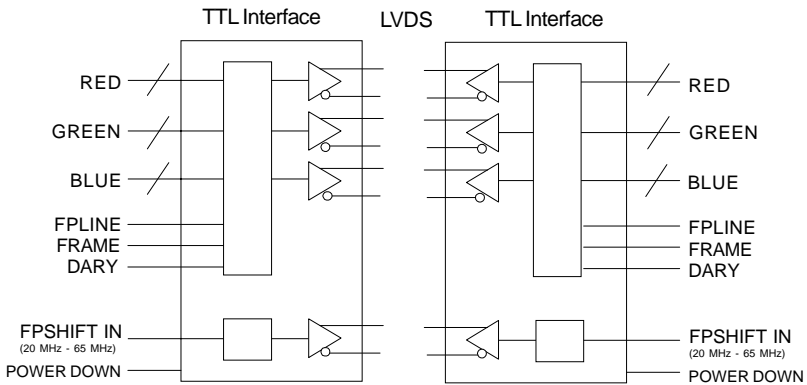 TTL Interface
LVDS
TTL Interface
RED
GREEN
BLUE
FPLINE
FRAME
DARY
FPSHIFT IN
(20 MHz - 65 MHz)
POWER DOWN
RED
GREEN
BLUE
FPLINE
FRAME
DARY
FPSHIFT IN
(20 MHz - 65 MHz)
POWER DOWN